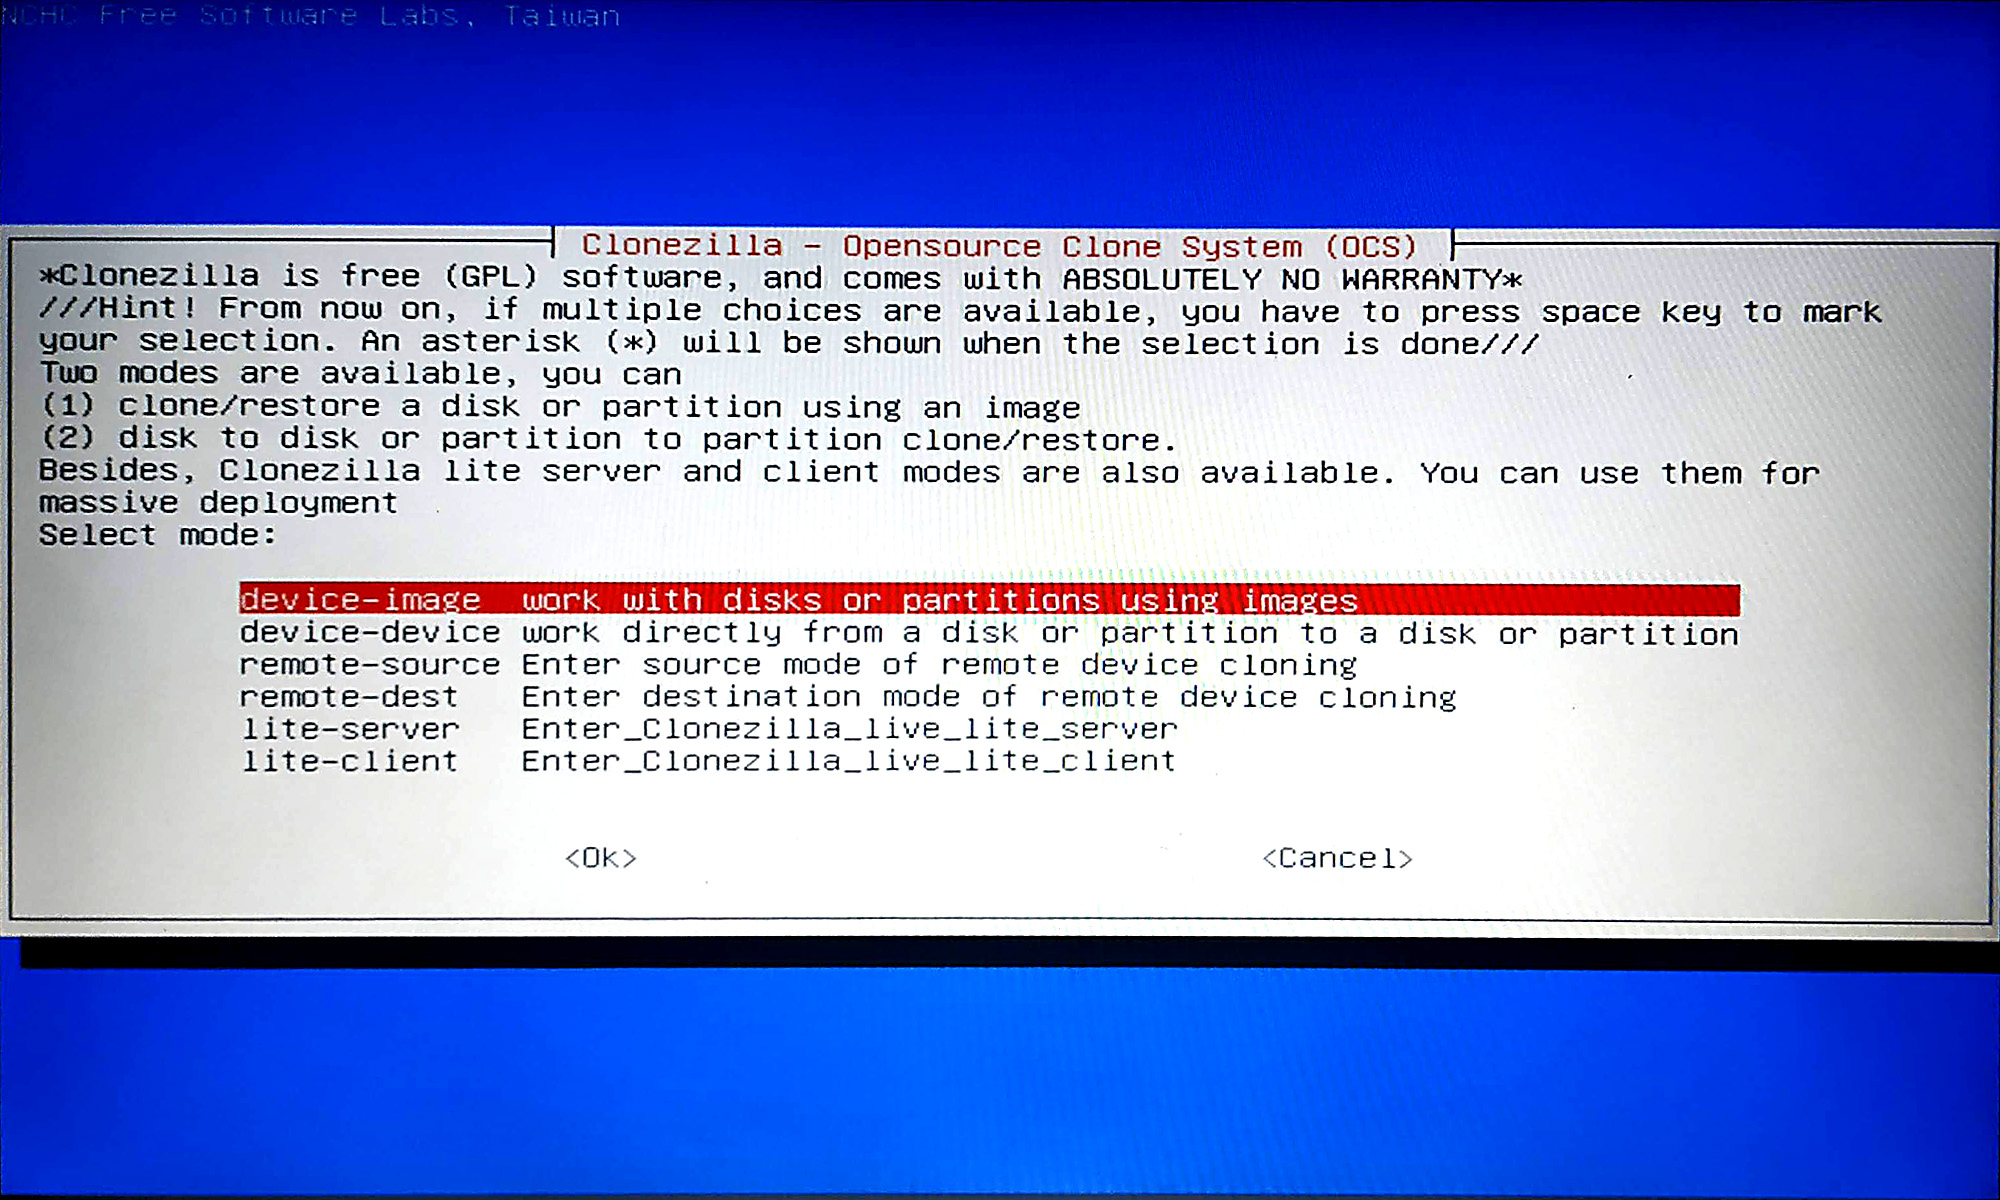 NCHC Free Software Labs, Taiwan
Clonezilla - Opensource Clone System (OCS)
*Clonezilla is free (GPL) software, and comes with ABSOLUTELY NO WARRANTY*
///Hint! From now on, if multiple choices are available, you have to press space key to mark
your selection. An asterisk (*) will be shown when the selection is done///
Two modes are available, you can
(1) clone/restore a disk or partition using an image
(2) disk to disk or partition to partition clone/restore.
Besides, Clonezilla lite server and client modes are also available. You can use them for
massive deployment
Select mode:
device-image work with disks or partitions using images
device-device work directly from a disk or partition to a disk or partition
remote-source Enter source mode of remote device cloning
remote-dest Enter destination mode of remote device cloning
lite-server Enter_Clonezilla_live_lite_server
lite-client Enter_Clonezilla_live_lite_client
<Ok> <Cancel>